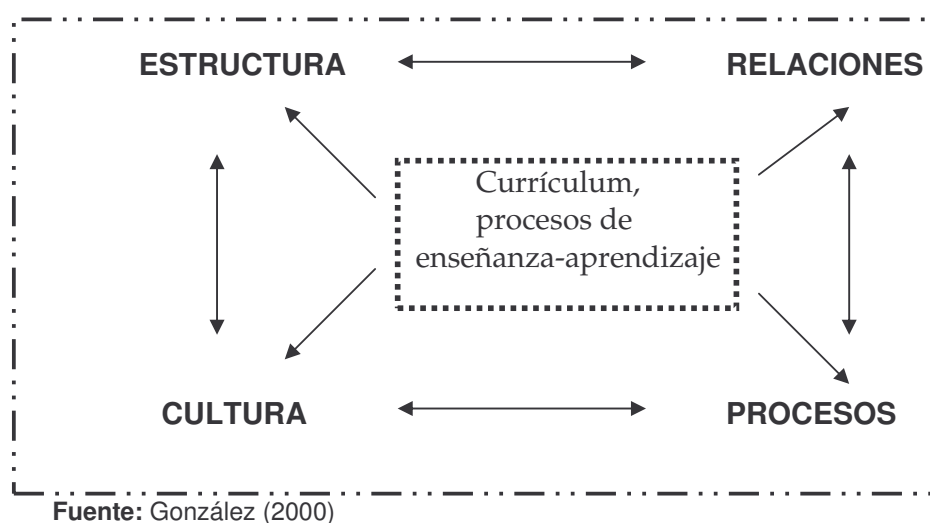 ESTRUCTURA RELACIONES
Currículum,
procesos de
enseñanza-aprendizaje
CULTURA PROCESOS
Fuente: González (2000)